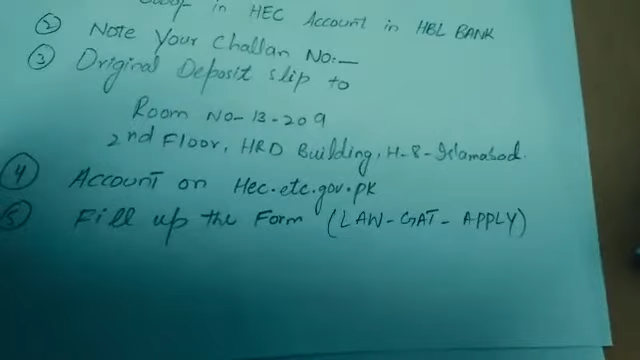 in HEC Account in HBL BANK
② Note Your Challan No:—
③ Original Deposit slip to
Room No- 13-209
2nd Floor, HRD Building, H-8-Islamabad.
④ Account on Hec.etc.gov.pk
⑤ Fill up the Form (LAW-GAT-APPLY)